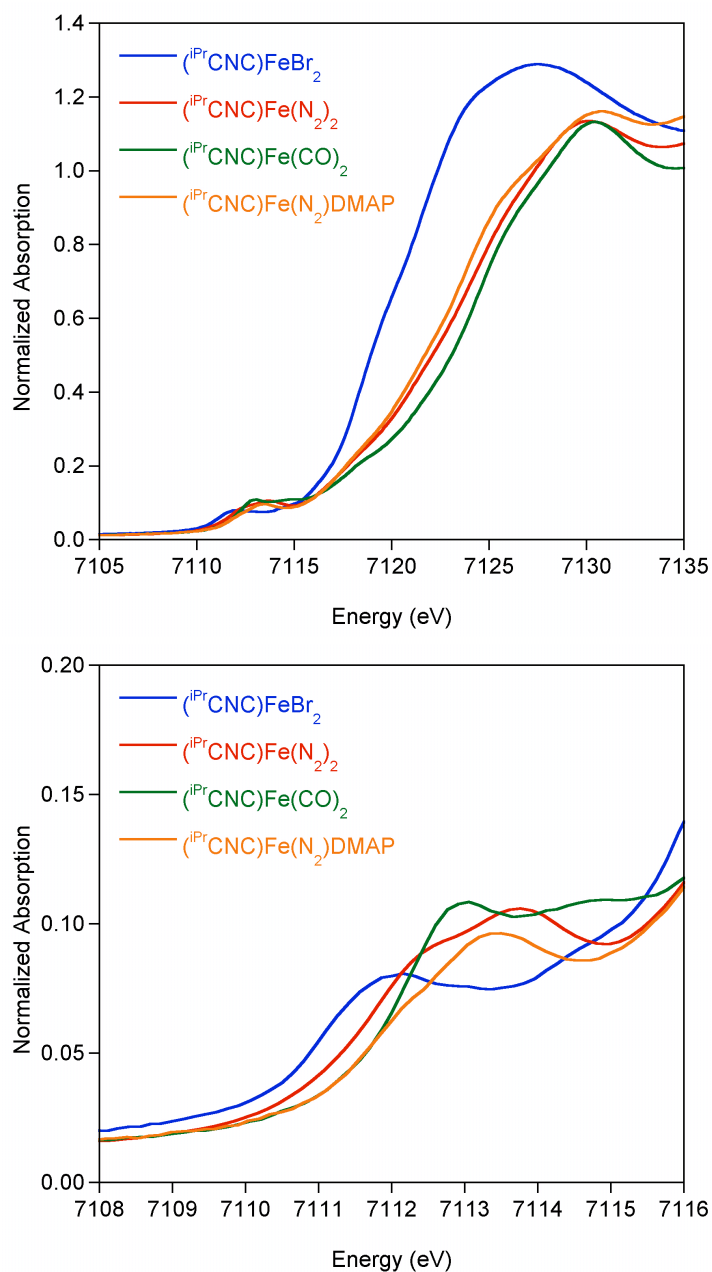 1.4
(ⁱᴾʳCNC)FeBr₂
1.2
(ⁱᴾʳCNC)Fe(N₂)₂
(ⁱᴾʳCNC)Fe(CO)₂
1.0
(ⁱᴾʳCNC)Fe(N₂)DMAP
0.8
Normalized Absorption
0.6
0.4
0.2
0.0
7105 7110 7115 7120 7125 7130 7135
Energy (eV)
0.20
(ⁱᴾʳCNC)FeBr₂
(ⁱᴾʳCNC)Fe(N₂)₂
0.15
(ⁱᴾʳCNC)Fe(CO)₂
(ⁱᴾʳCNC)Fe(N₂)DMAP
Normalized Absorption
0.10
0.05
0.00
7108 7109 7110 7111 7112 7113 7114 7115 7116
Energy (eV)